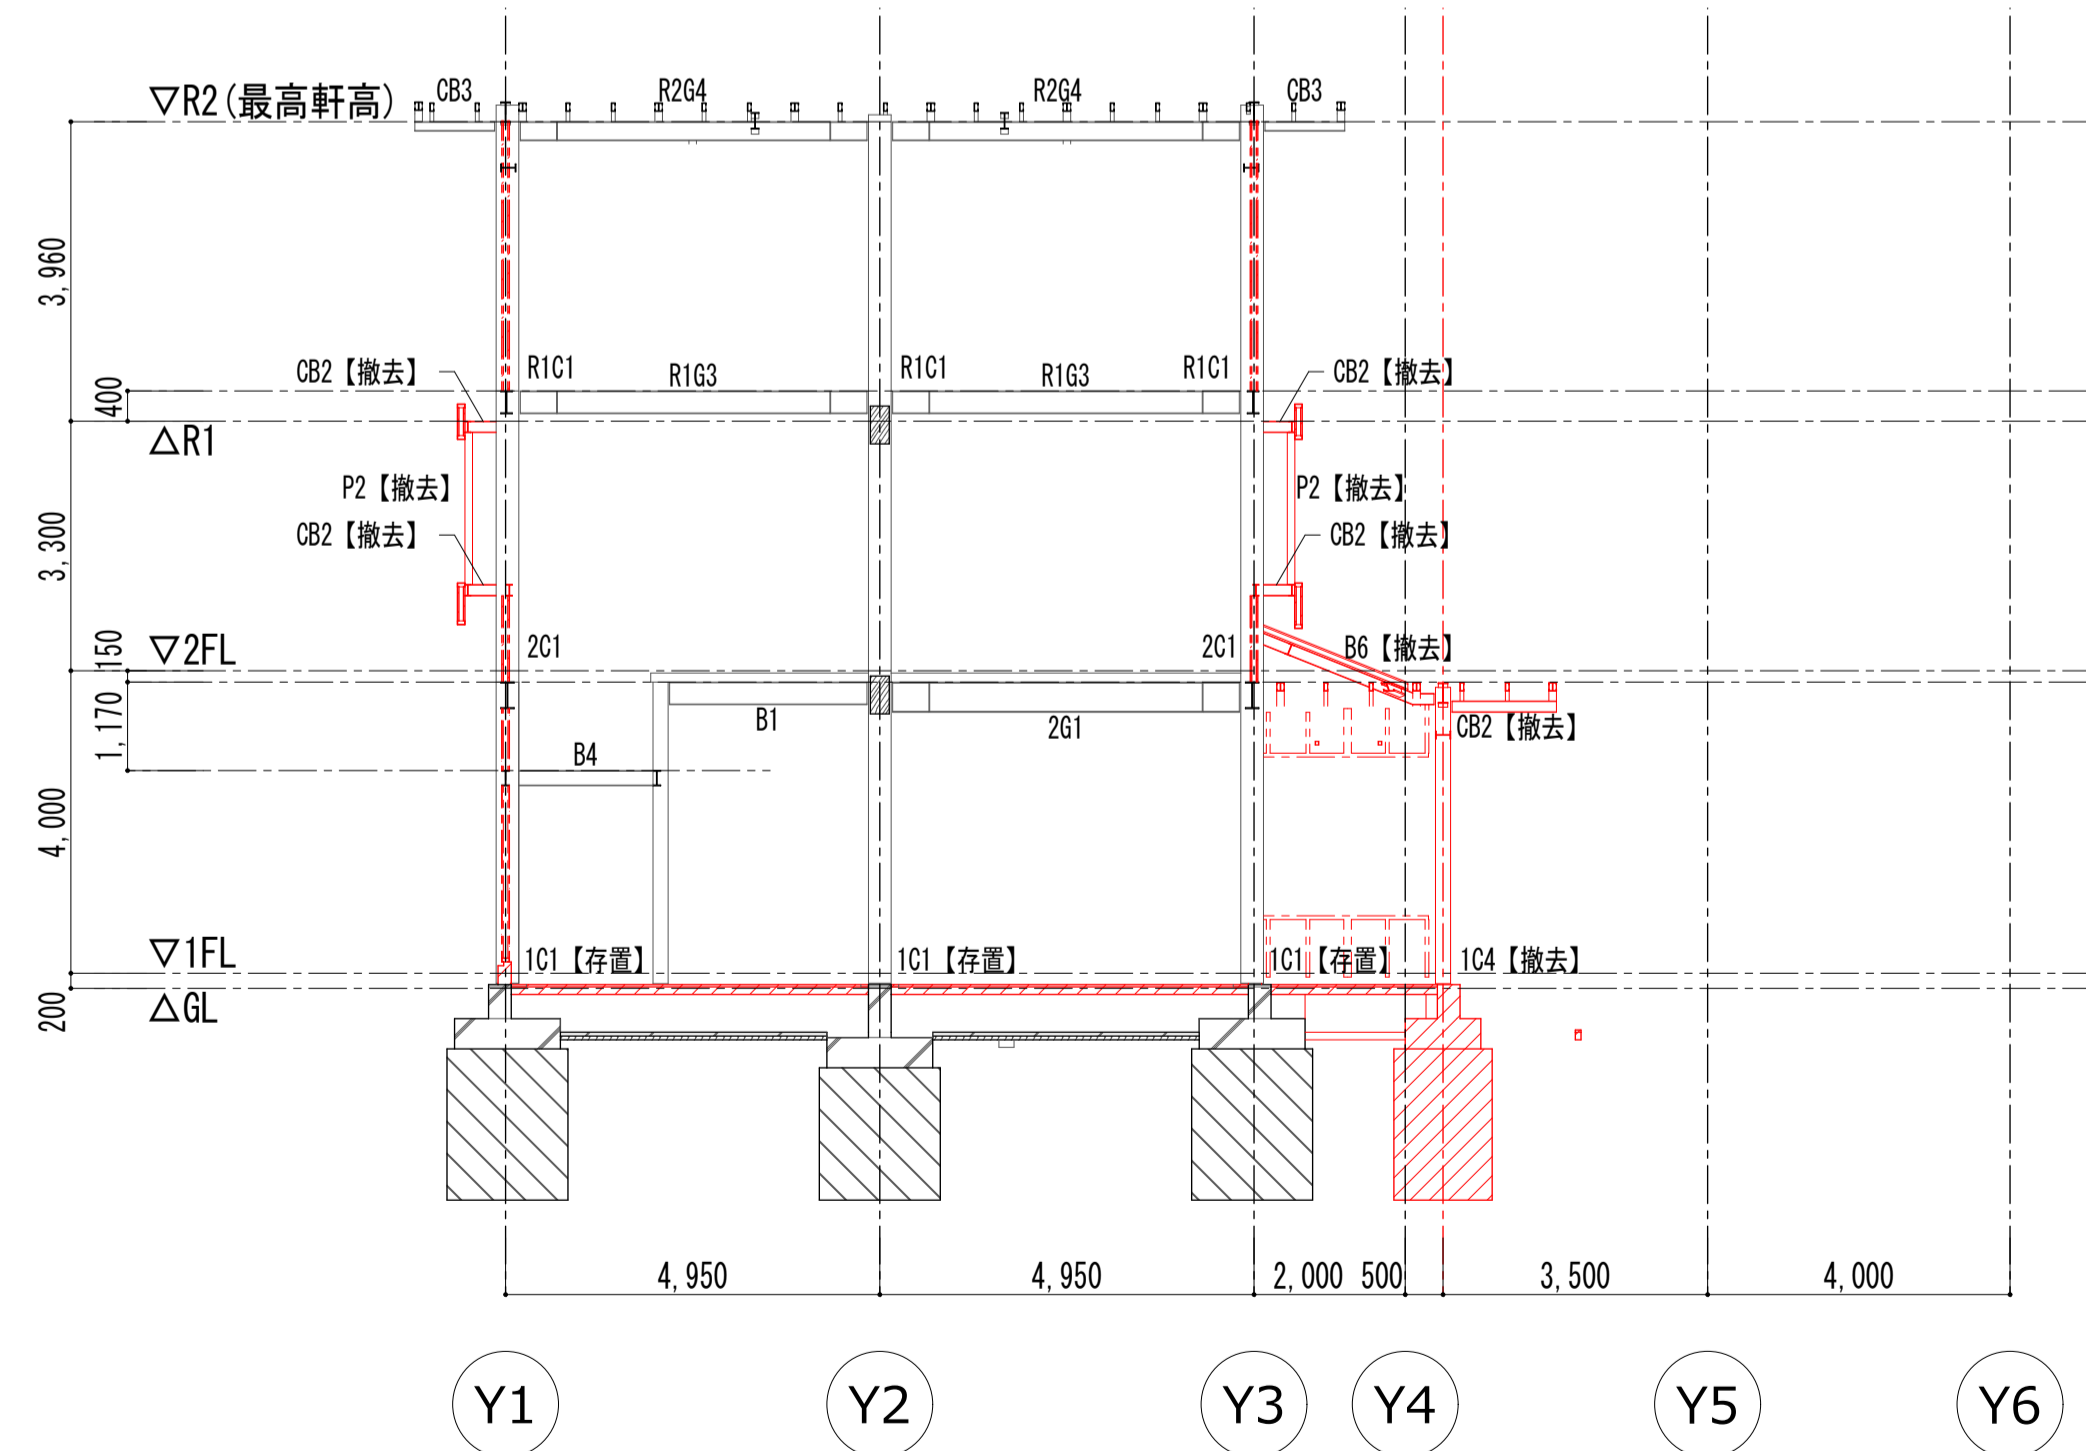 CB3 R2G4 R2G4 CB3
▽R2(最高軒高)
3,960
R1C1 R1G3 R1C1 R1G3 R1C1
CB2【撤去】 CB2【撤去】
400
△R1
P2【撤去】 P2【撤去】
CB2【撤去】 CB2【撤去】
3,300
▽2FL 2C1 2C1 B6【撤去】
150
1,170
B1 2G1 CB2【撤去】
B4
4,000
▽1FL 1C1【存置】 1C1【存置】 1C1【存置】 1C4【撤去】
200
△GL
4,950 4,950 2,000 500 3,500 4,000
Y1 Y2 Y3 Y4 Y5 Y6